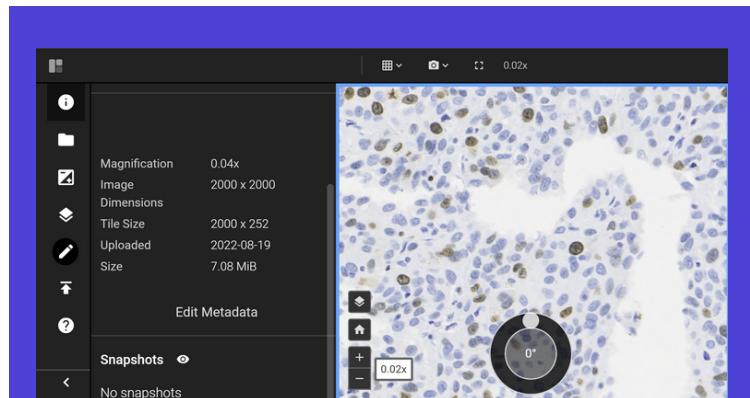 0.02x
Magnification 0.04x
Image 2000 x 2000
Dimensions
Tile Size 2000 x 252
Uploaded 2022-08-19
Size 7.08 MiB
Edit Metadata
Snapshots
No snapshots
0°
0.02x